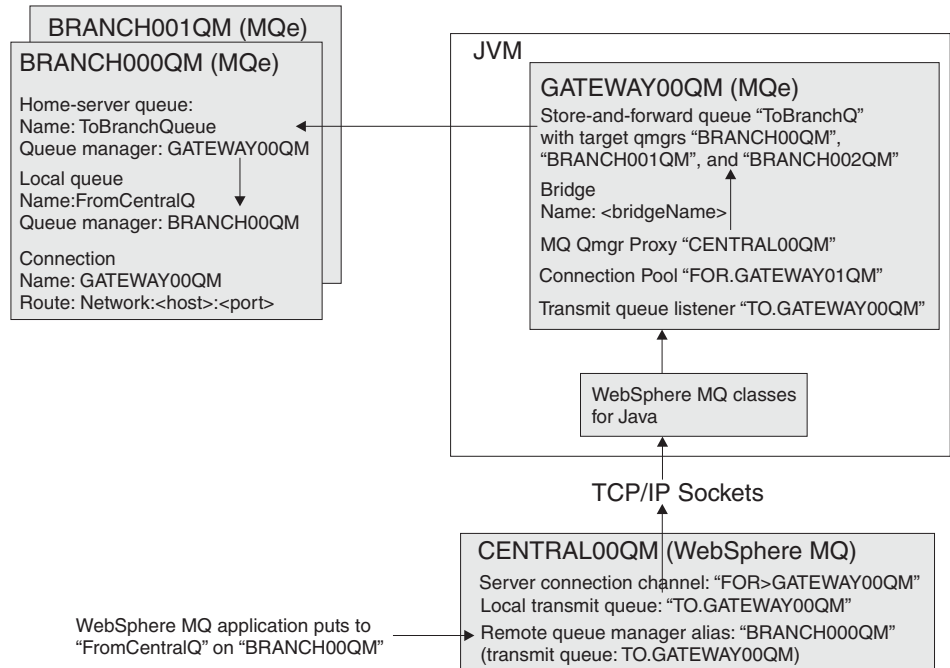 BRANCH001QM (MQe)
BRANCH000QM (MQe)
Home-server queue:
Name: ToBranchQueue
Queue manager: GATEWAY00QM
Local queue
Name:FromCentralQ
Queue manager: BRANCH00QM
Connection
Name: GATEWAY00QM
Route: Network:<host>:<port>
JVM
GATEWAY00QM (MQe)
Store-and-forward queue “ToBranchQ”
with target qmgrs “BRANCH00QM”,
“BRANCH001QM”, and “BRANCH002QM”
Bridge
Name: <bridgeName>
MQ Qmgr Proxy “CENTRAL00QM”
Connection Pool “FOR.GATEWAY01QM”
Transmit queue listener “TO.GATEWAY00QM”
WebSphere MQ classes
for Java
TCP/IP Sockets
CENTRAL00QM (WebSphere MQ)
Server connection channel: “FOR>GATEWAY00QM”
Local transmit queue: “TO.GATEWAY00QM”
Remote queue manager alias: “BRANCH000QM”
(transmit queue: TO.GATEWAY00QM)
WebSphere MQ application puts to
“FromCentralQ” on “BRANCH00QM”